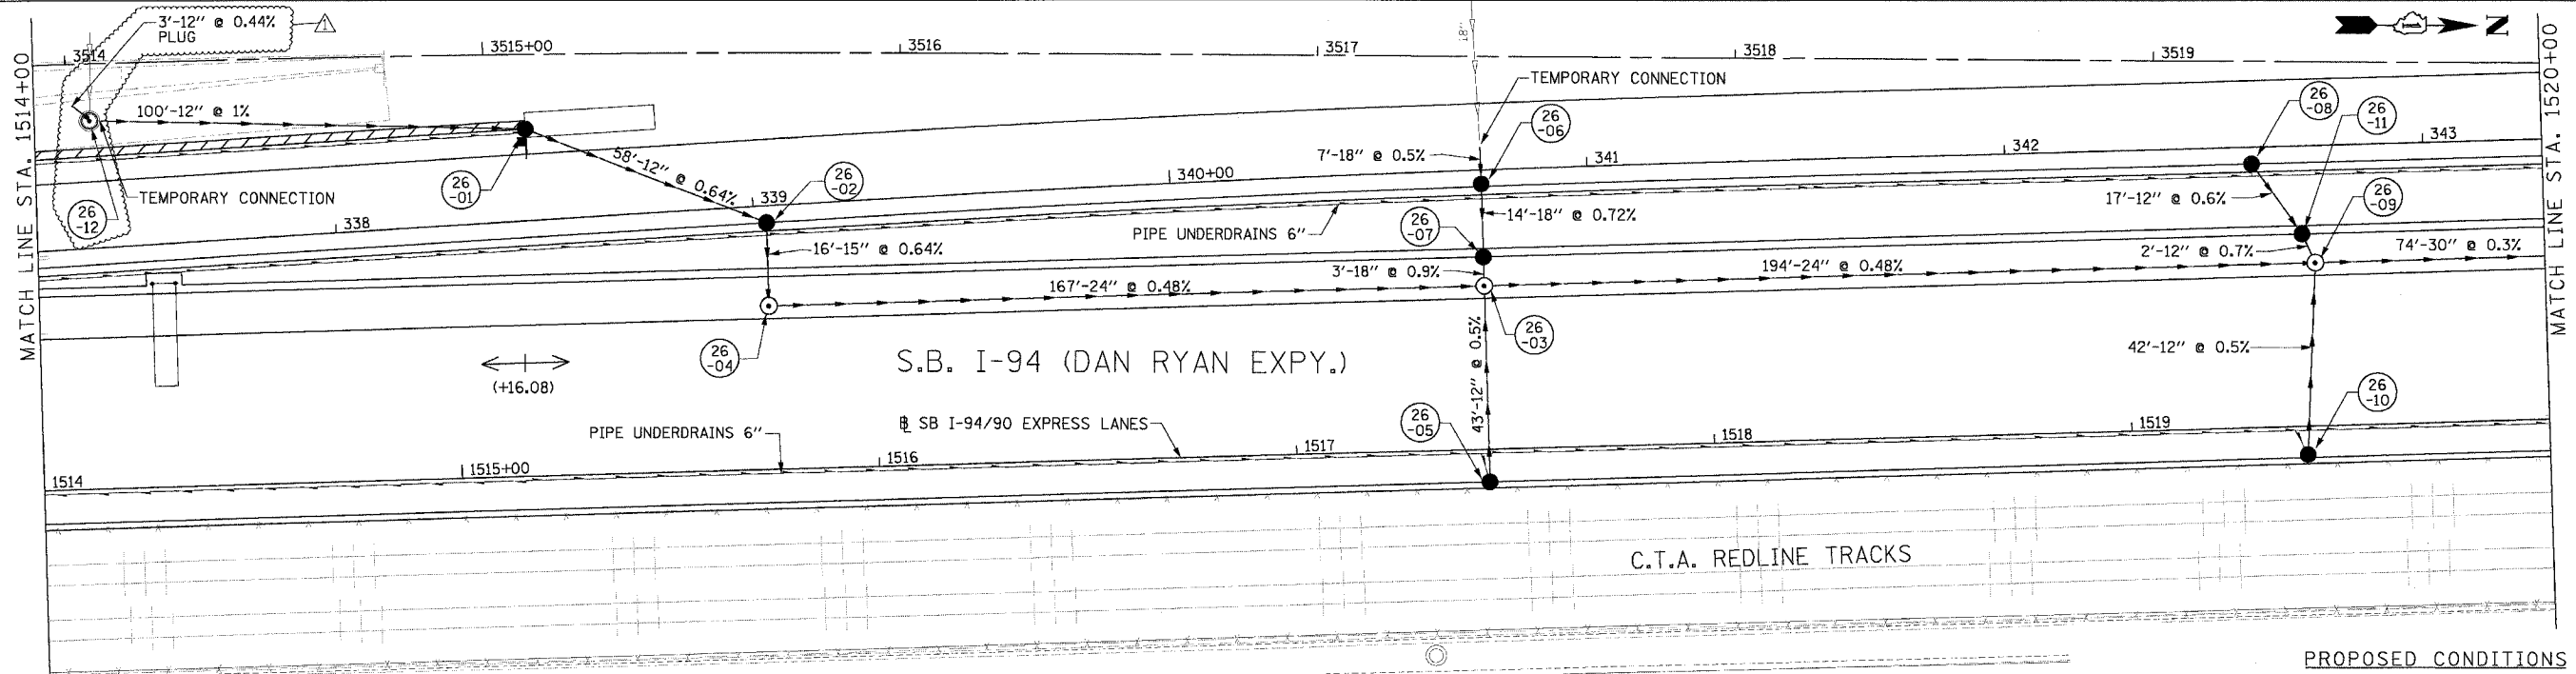 3'-12" @ 0.44%
PLUG
1
3514
3515+00
3516
3517
3518
3519
18"
N
MATCH LINE STA. 1514+00
MATCH LINE STA. 1520+00
TEMPORARY CONNECTION
100'-12" @ 1%
26
-06
26
-08
26
-11
7'-18" @ 0.5%
341
342
343
58'-12" @ 0.64%
26
-01
339
26
-02
340+00
TEMPORARY CONNECTION
26
-12
338
17'-12" @ 0.6%
26
-09
14'-18" @ 0.72%
26
-07
PIPE UNDERDRAINS 6"
16'-15" @ 0.64%
3'-18" @ 0.9%
2'-12" @ 0.7%
74'-30" @ 0.3%
194'-24" @ 0.48%
167'-24" @ 0.48%
26
-03
26
-04
S.B. I-94 (DAN RYAN EXPY.)
43'-12" @ 0.5%
42'-12" @ 0.5%
(+16.08)
26
-10
26
-05
PIPE UNDERDRAINS 6"
SB I-94/90 EXPRESS LANES
1514
1515+00
1516
1517
1518
1519
C.T.A. REDLINE TRACKS
PROPOSED CONDITIONS